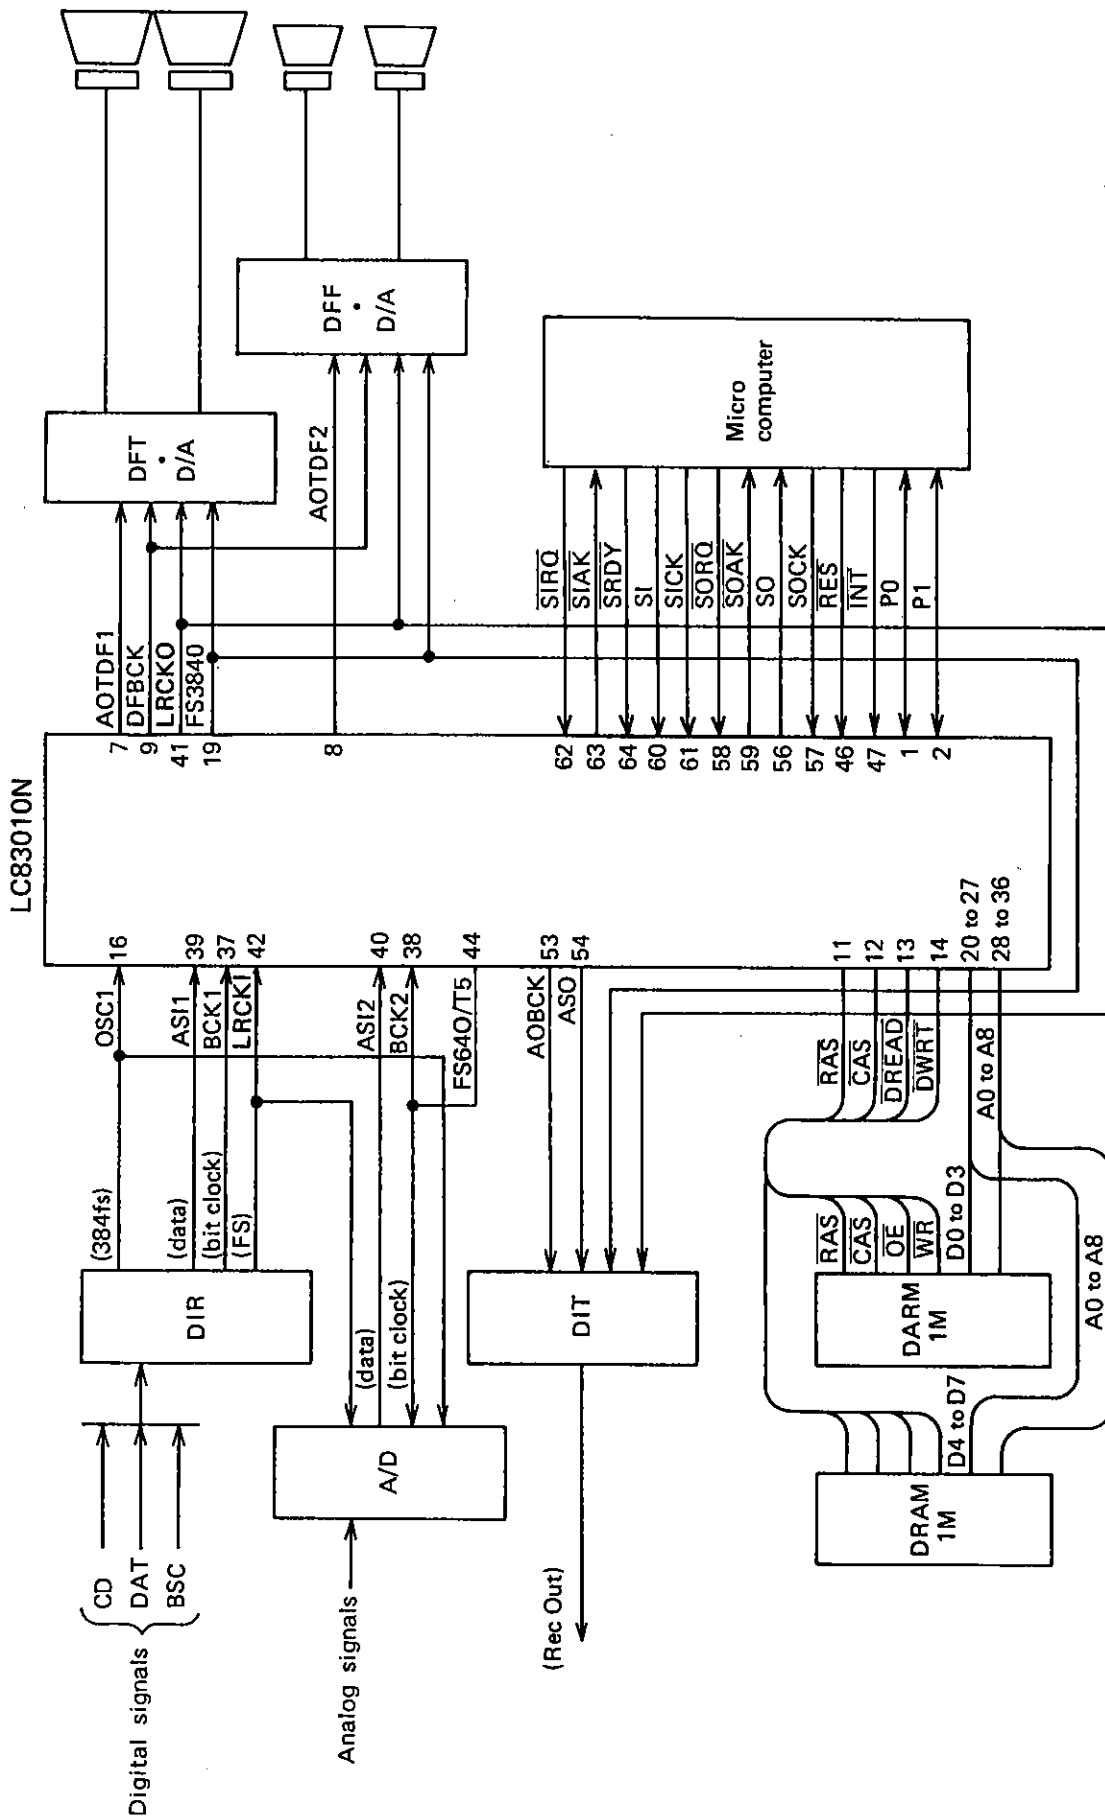 LC83010N
Digital signals
CD
DAT
BSC
DIR
(384fs)
(data)
(bit clock)
(FS)
OSC1
ASI1
BCK1
LRCKI
16
39
37
42
Analog signals
A/D
(data)
(bit clock)
ASI2
BCK2
FS64O/T5
40
38
44
(Rec Out)
DIT
AOBCK
ASO
53
54
DRAM
1M
D4 to D7
DARM
1M
RAS
CAS
OE
WR
D0 to D3
A0 to A8
RAS
CAS
DREAD
DWRT
A0 to A8
11
12
13
14
20 to 27
28 to 36
7
9
41
19
AOTDF1
DFBCK
LRCKO
FS3840
DFT
•
D/A
8
AOTDF2
DFF
•
D/A
62
63
64
60
61
58
59
56
57
46
47
1
2
SIRQ
SIAK
SRDY
SI
SICK
SORQ
SOAK
SO
SOCK
RES
INT
P0
P1
Micro
computer